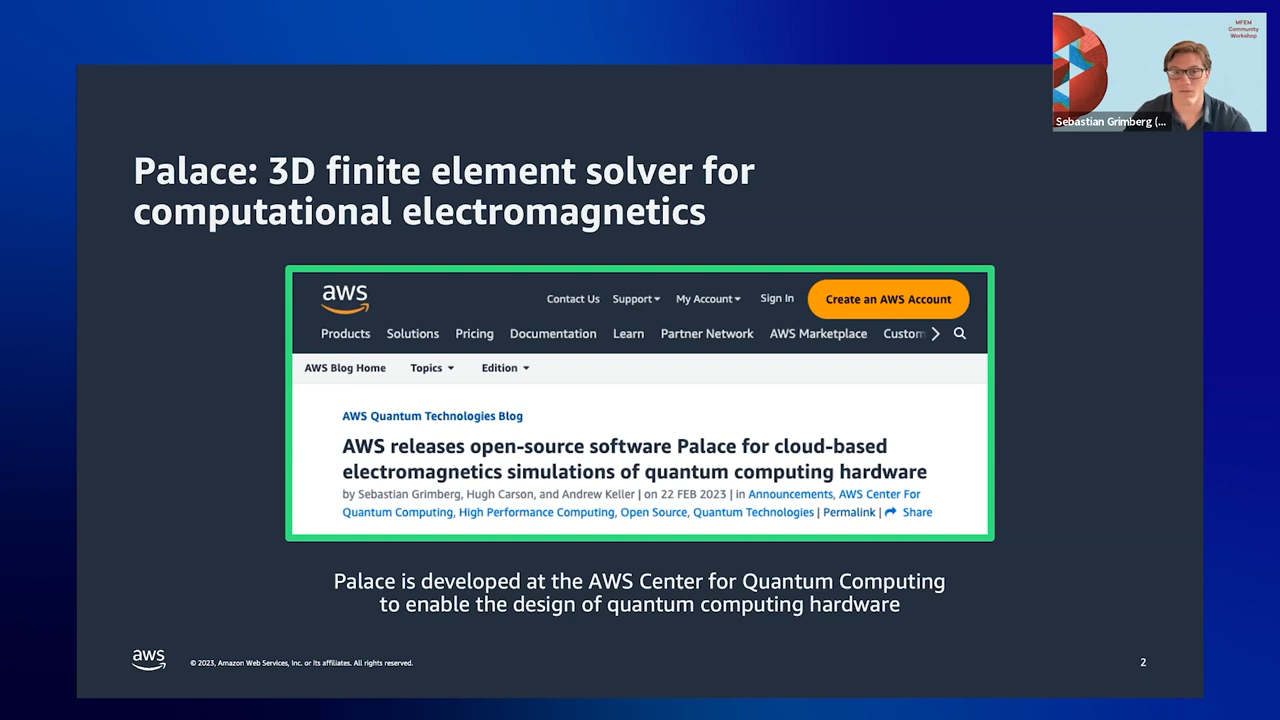 MFEM
Community
Workshop
Sebastian Grimberg (...
Palace: 3D finite element solver for
computational electromagnetics
aws
Contact Us Support My Account Sign In Create an AWS Account
Products Solutions Pricing Documentation Learn Partner Network AWS Marketplace Custom
AWS Blog Home Topics Edition
AWS Quantum Technologies Blog
AWS releases open-source software Palace for cloud-based
electromagnetics simulations of quantum computing hardware
by Sebastian Grimberg, Hugh Carson, and Andrew Keller | on 22 FEB 2023 | in Announcements, AWS Center For
Quantum Computing, High Performance Computing, Open Source, Quantum Technologies | Permalink | Share
Palace is developed at the AWS Center for Quantum Computing
to enable the design of quantum computing hardware
aws
© 2023, Amazon Web Services, Inc. or its affiliates. All rights reserved.
2